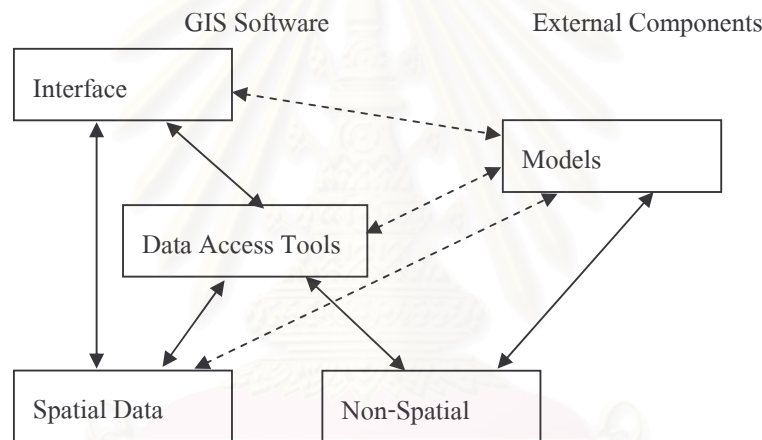 GIS Software
External Components
Interface
Models
Data Access Tools
Spatial Data
Non-Spatial